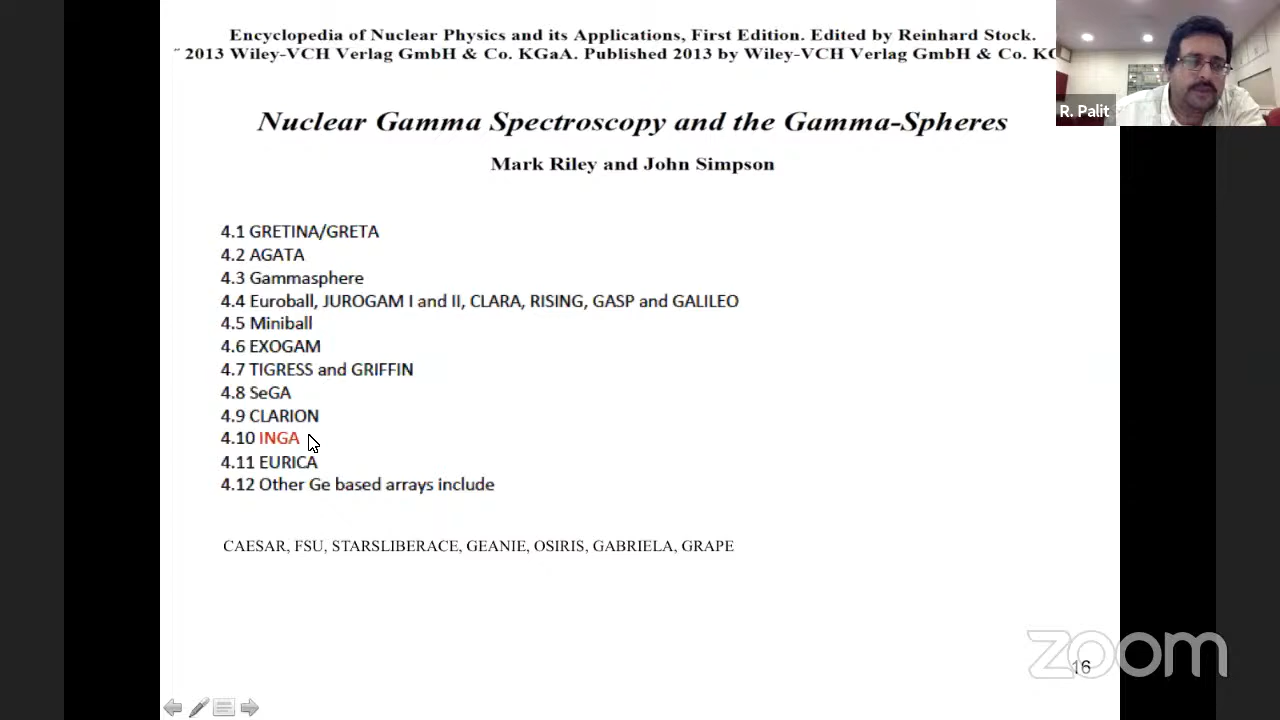 Encyclopedia of Nuclear Physics and its Applications, First Edition. Edited by Reinhard Stock.
2013 Wiley-VCH Verlag GmbH & Co. KGaA. Published 2013 by Wiley-VCH Verlag GmbH & Co. KG
R. Palit
Nuclear Gamma Spectroscopy and the Gamma-Spheres
Mark Riley and John Simpson
4.1 GRETINA/GRETA
4.2 AGATA
4.3 Gammasphere
4.4 Euroball, JUROGAM I and II, CLARA, RISING, GASP and GALILEO
4.5 Miniball
4.6 EXOGAM
4.7 TIGRESS and GRIFFIN
4.8 SeGA
4.9 CLARION
4.10 INGA
4.11 EURICA
4.12 Other Ge based arrays include
CAESAR, FSU, STARSLIBERACE, GEANIE, OSIRIS, GABRIELA, GRAPE
zoom
16